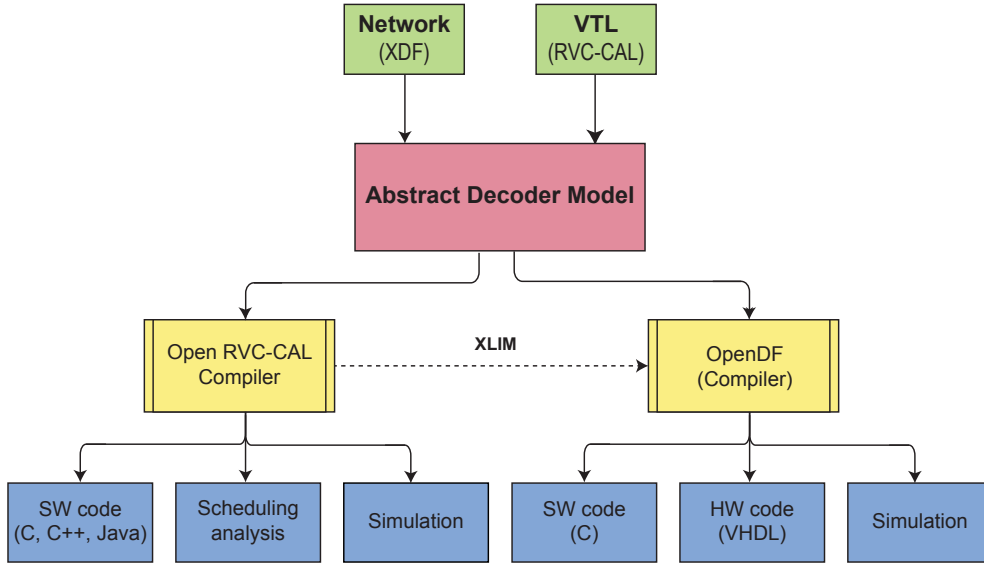 Network
(XDF)
VTL
(RVC-CAL)
Abstract Decoder Model
Open RVC-CAL
Compiler
XLIM
OpenDF
(Compiler)
SW code
(C, C++, Java)
Scheduling
analysis
Simulation
SW code
(C)
HW code
(VHDL)
Simulation